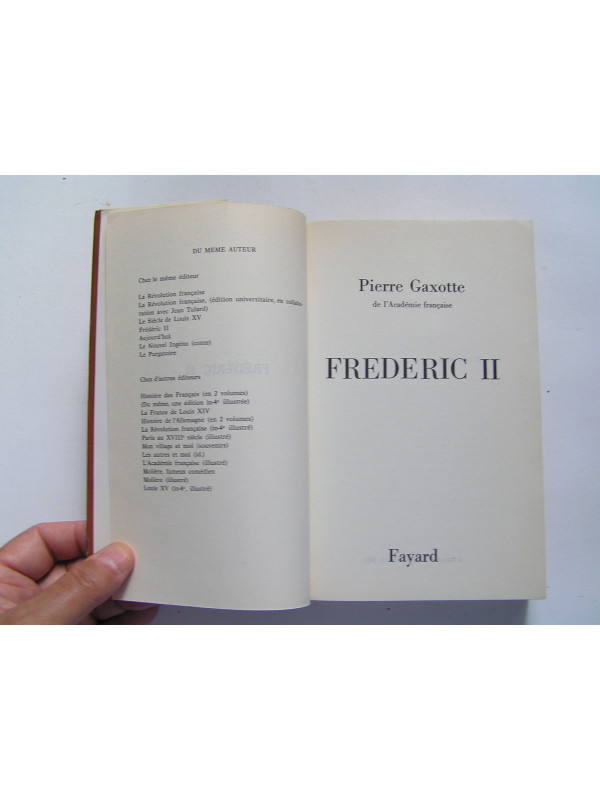 DU MEME AUTEUR
Chez le même éditeur
La Révolution française
La Révolution française, (édition universitaire, en collabo-
ration avec Jean Tulard)
Le Siècle de Louis XV
Frédéric II
Aujourd'hui
Le Nouvel Ingénu (conte)
Le Purgatoire
Chez d'autres éditeurs
Histoire des Français (en 2 volumes)
(Du même, une édition in-4° illustrée)
La France de Louis XIV
Histoire de l'Allemagne (en 2 volumes)
La Révolution française (in-4° illustré)
Paris au XVIIIe siècle (illustré)
Mon village et moi (souvenirs)
Les autres et moi (id.)
L'Académie française (illustré)
Molière, fameux comédien
Molière (illustré)
Louis XV (in-4°, illustré)
Pierre Gaxotte
de l'Académie française
FREDERIC II
Fayard